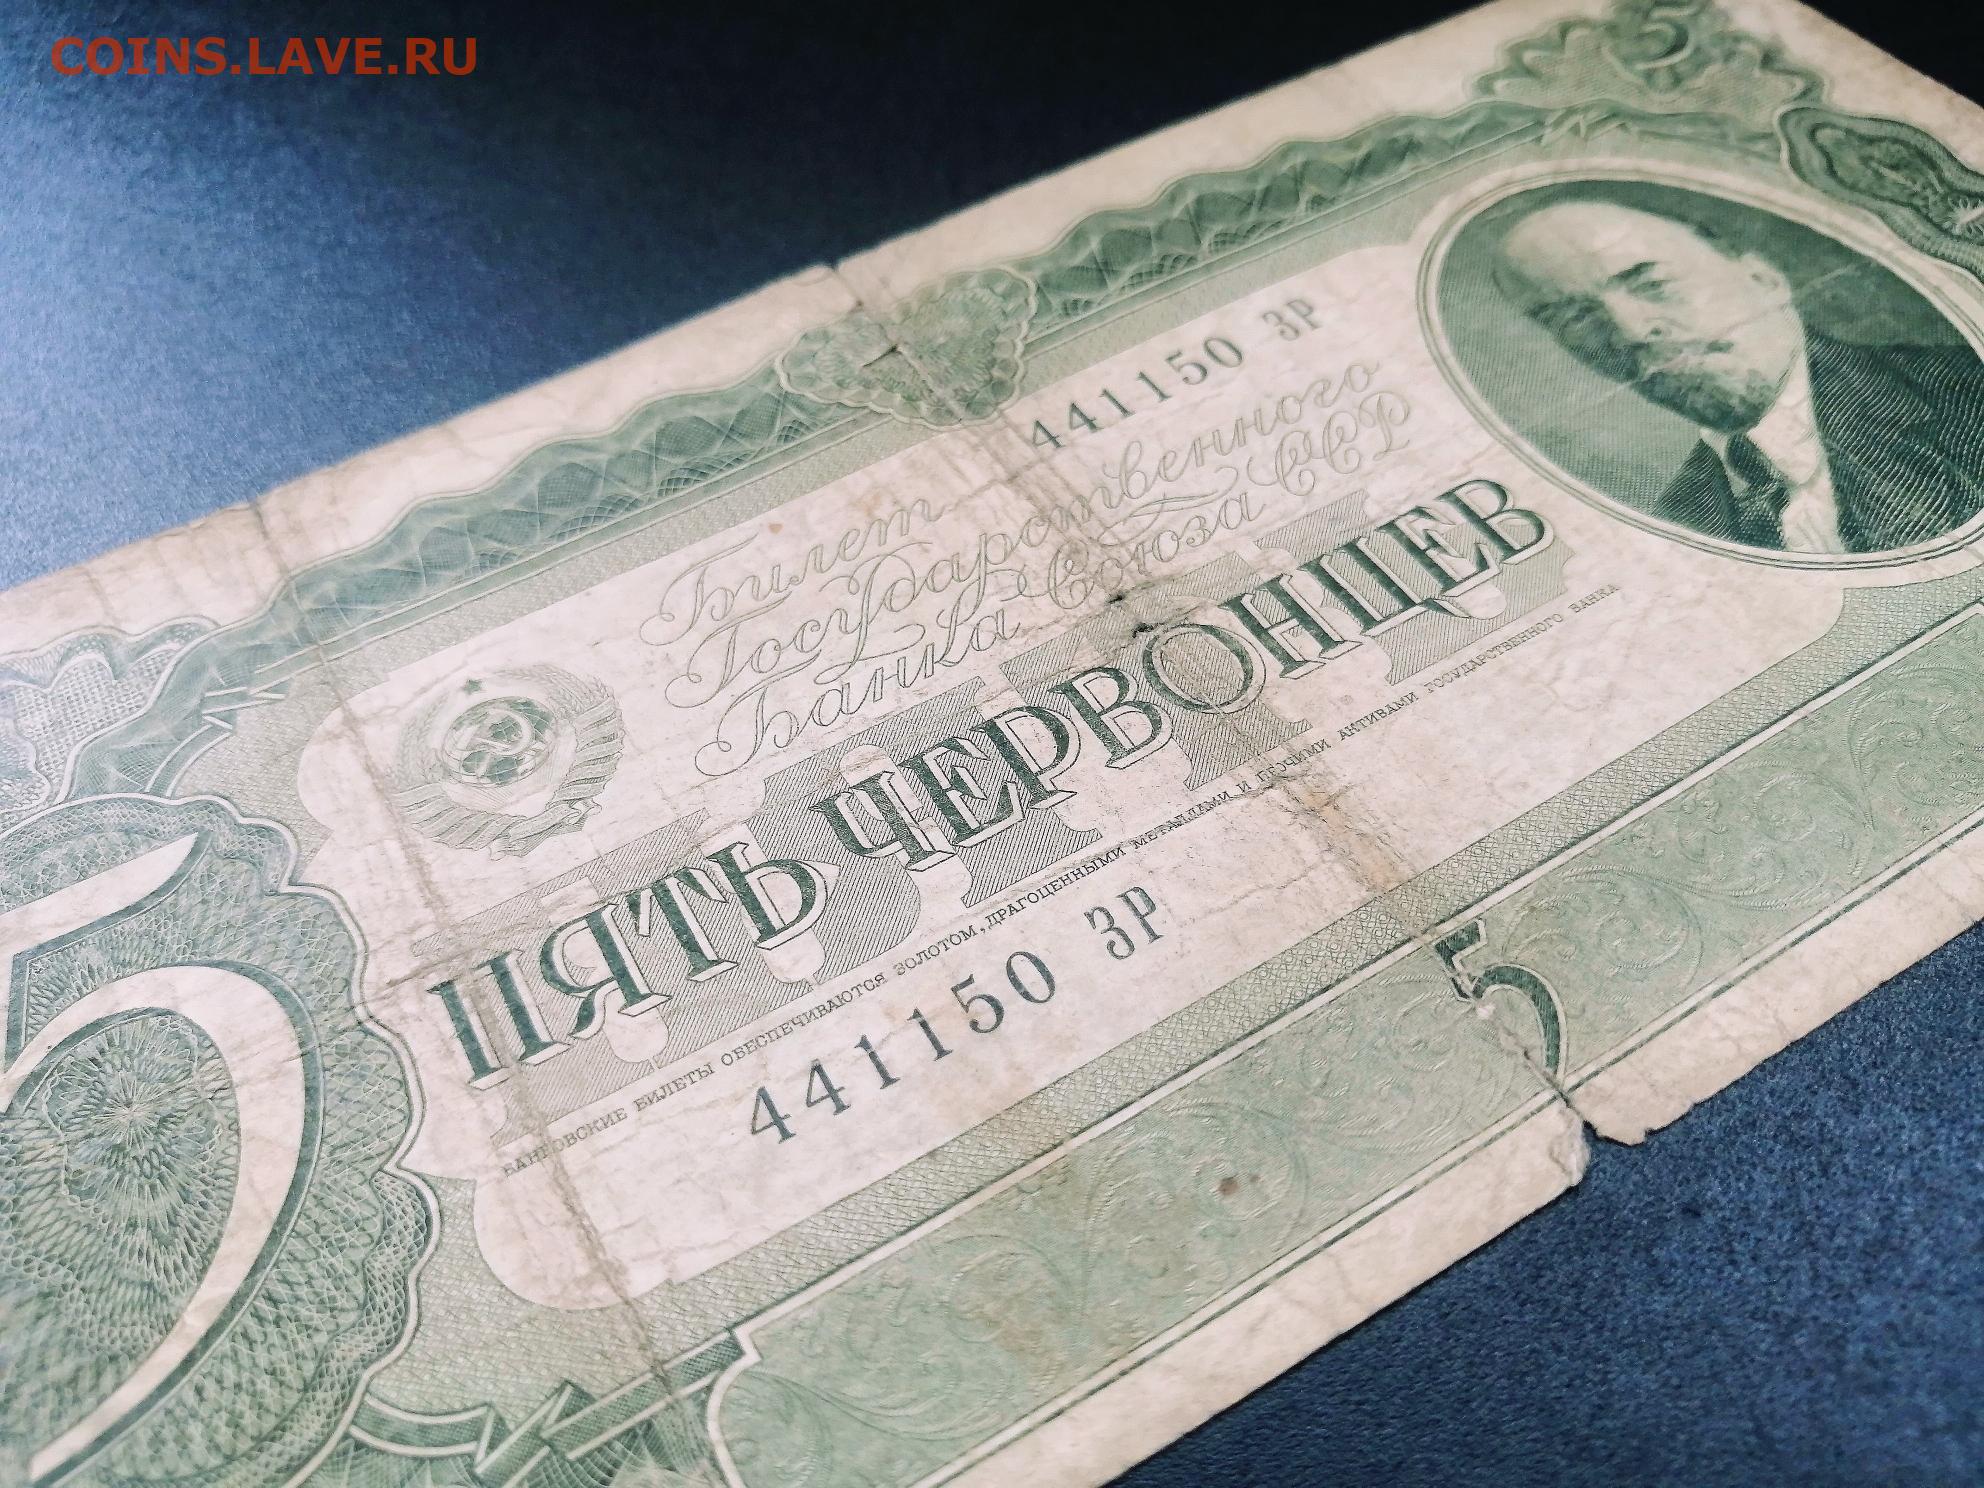 COINS.LAVE.RU
5
441150 ЗР
Билет
Государственного
Банка Союза ССР
ПЯТЬ ЧЕРВОНЦЕВ
БАНКОВСКИЕ БИЛЕТЫ ОБЕСПЕЧИВАЮТСЯ ЗОЛОТОМ, ДРАГОЦЕННЫМИ МЕТАЛЛАМИ И ПРОЧИМИ АКТИВАМИ ГОСУДАРСТВЕННОГО БАНКА
441150 ЗР
5
5